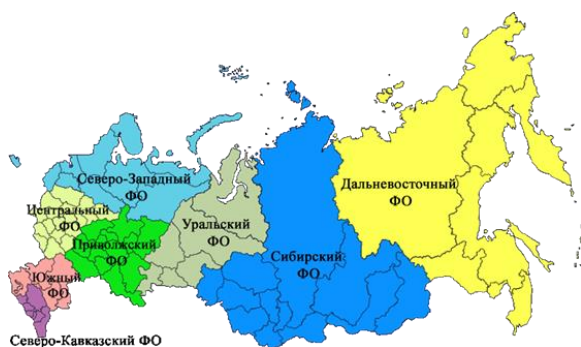 Северо-Западный
ФО
Центральный
ФО
Приволжский
ФО
Уральский
ФО
Дальневосточный
ФО
Сибирский
ФО
Южный
ФО
Северо-Кавказский ФО